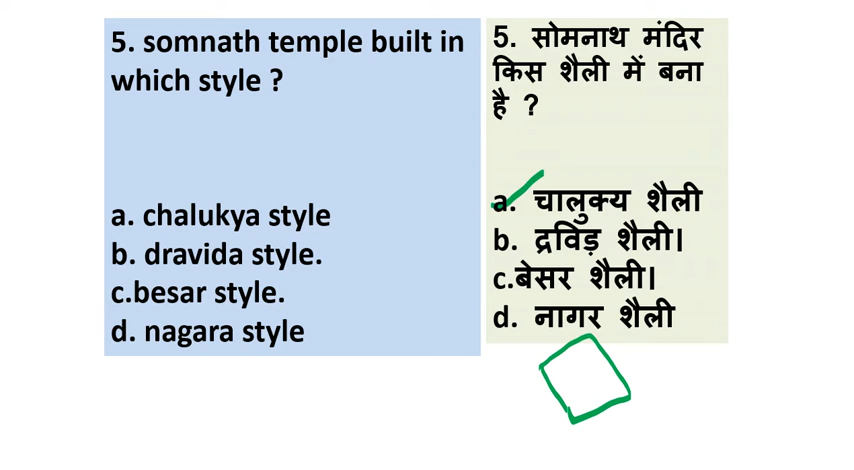 5. somnath temple built in
which style ?
a. chalukya style
b. dravida style.
c.besar style.
d. nagara style
5. सोमनाथ मंदिर
किस शैली में बना
है ?
a. चालुक्य शैली
b. द्रविड़ शैली।
c.बेसर शैली।
d. नागर शैली